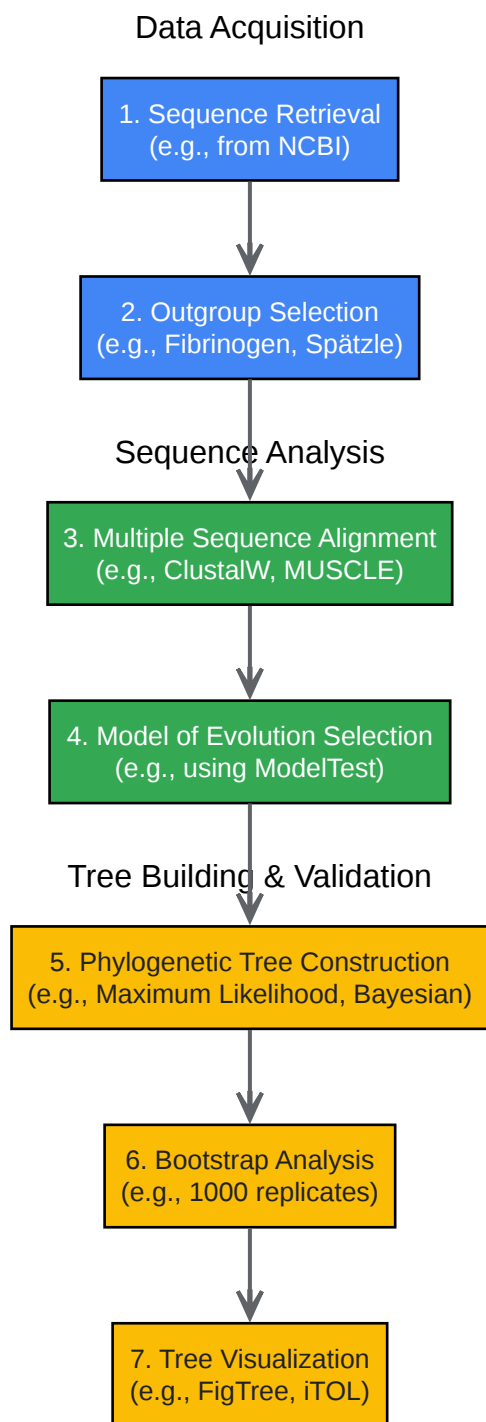 Data Acquisition
1. Sequence Retrieval
(e.g., from NCBI)
2. Outgroup Selection
(e.g., Fibrinogen, Spätzle)
Sequence Analysis
3. Multiple Sequence Alignment
(e.g., ClustalW, MUSCLE)
4. Model of Evolution Selection
(e.g., using ModelTest)
Tree Building & Validation
5. Phylogenetic Tree Construction
(e.g., Maximum Likelihood, Bayesian)
6. Bootstrap Analysis
(e.g., 1000 replicates)
7. Tree Visualization
(e.g., FigTree, iTOL)